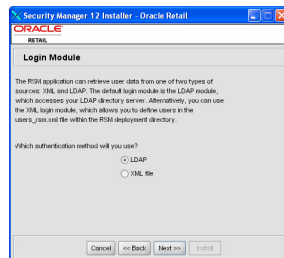 Security Manager 12 Installer - Oracle Retail
ORACLE
RETAIL
Login Module
The RSM application can retrieve user data from one of two types
of sources: XML and LDAP. The default login module is the LDAP module,
which accesses your LDAP directory server. Alternatively, you can use
the XML login module, which allows you to define users in the
users_rsm.xml file within the RSM deployment directory.
Which authentication method will you use?
LDAP
XML file
Cancel
<< Back
Next >>
Install